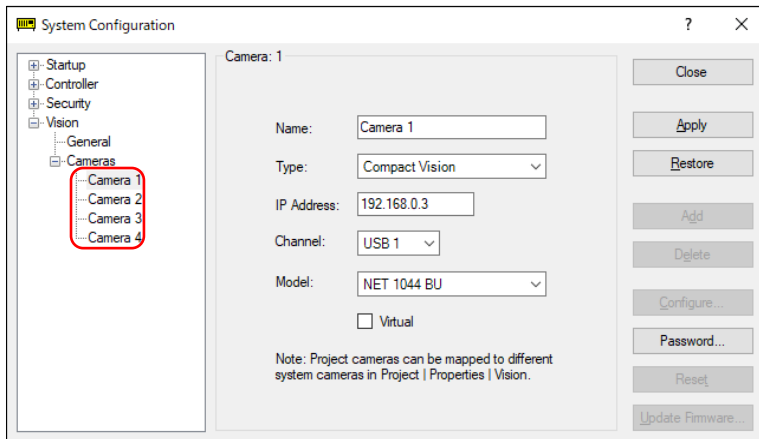 System Configuration
?
Startup
Controller
Security
Vision
General
Cameras
Camera 1
Camera 2
Camera 3
Camera 4
Camera: 1
Name: Camera 1
Type: Compact Vision
IP Address: 192.168.0.3
Channel: USB 1
Model: NET 1044 BU
Virtual
Note: Project cameras can be mapped to different
system cameras in Project | Properties | Vision.
Close
Apply
Restore
Add
Delete
Configure...
Password...
Reset
Update Firmware...